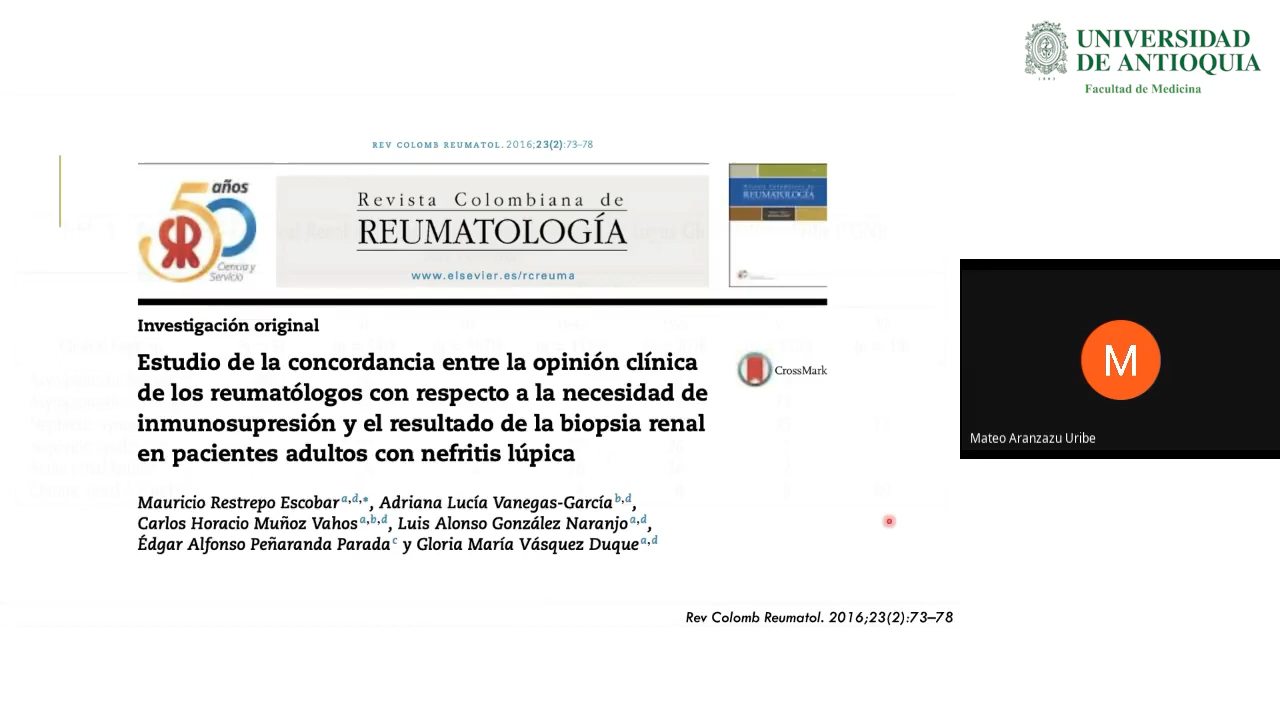 UNIVERSIDAD
DE ANTIOQUIA
1803
Facultad de Medicina
REV COLOMB REUMATOL. 2016;23(2):73–78
50 años
Ciencia y
Servicio
Revista Colombiana de
REUMATOLOGÍA
www.elsevier.es/rcreuma
REUMATOLOGÍA
Investigación original
Estudio de la concordancia entre la opinión clínica
de los reumatólogos con respecto a la necesidad de
inmunosupresión y el resultado de la biopsia renal
en pacientes adultos con nefritis lúpica
CrossMark
Mauricio Restrepo Escobar a,d,*, Adriana Lucía Vanegas-García b,d,
Carlos Horacio Muñoz Vahos a,b,d, Luis Alonso González Naranjo a,d,
Édgar Alfonso Peñaranda Parada c y Gloria María Vásquez Duque a,d
Rev Colomb Reumatol. 2016;23(2):73–78
M
Mateo Aranzazu Uribe